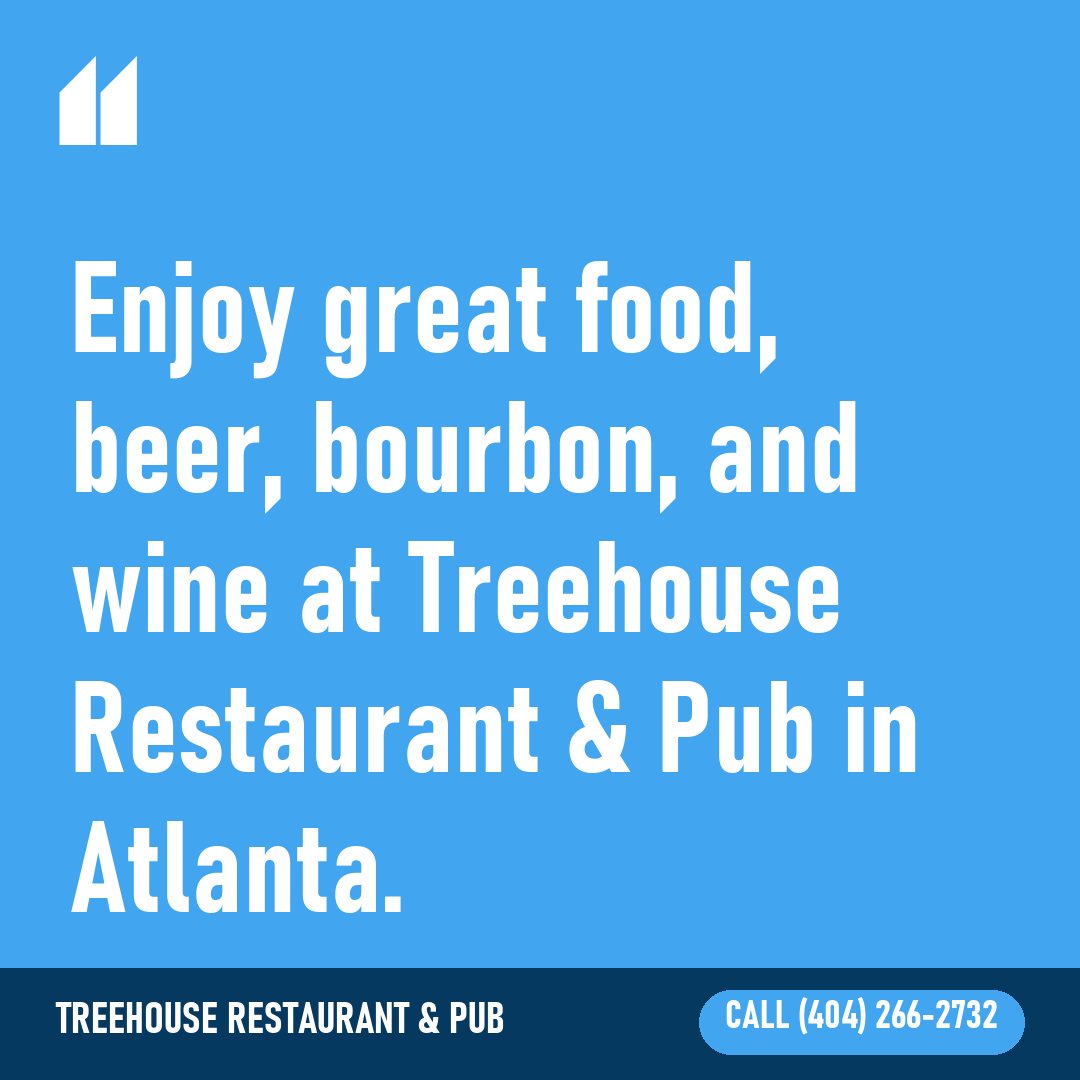 “
Enjoy great food,
beer, bourbon, and
wine at Treehouse
Restaurant & Pub in
Atlanta.
TREEHOUSE RESTAURANT & PUB
CALL (404) 266-2732